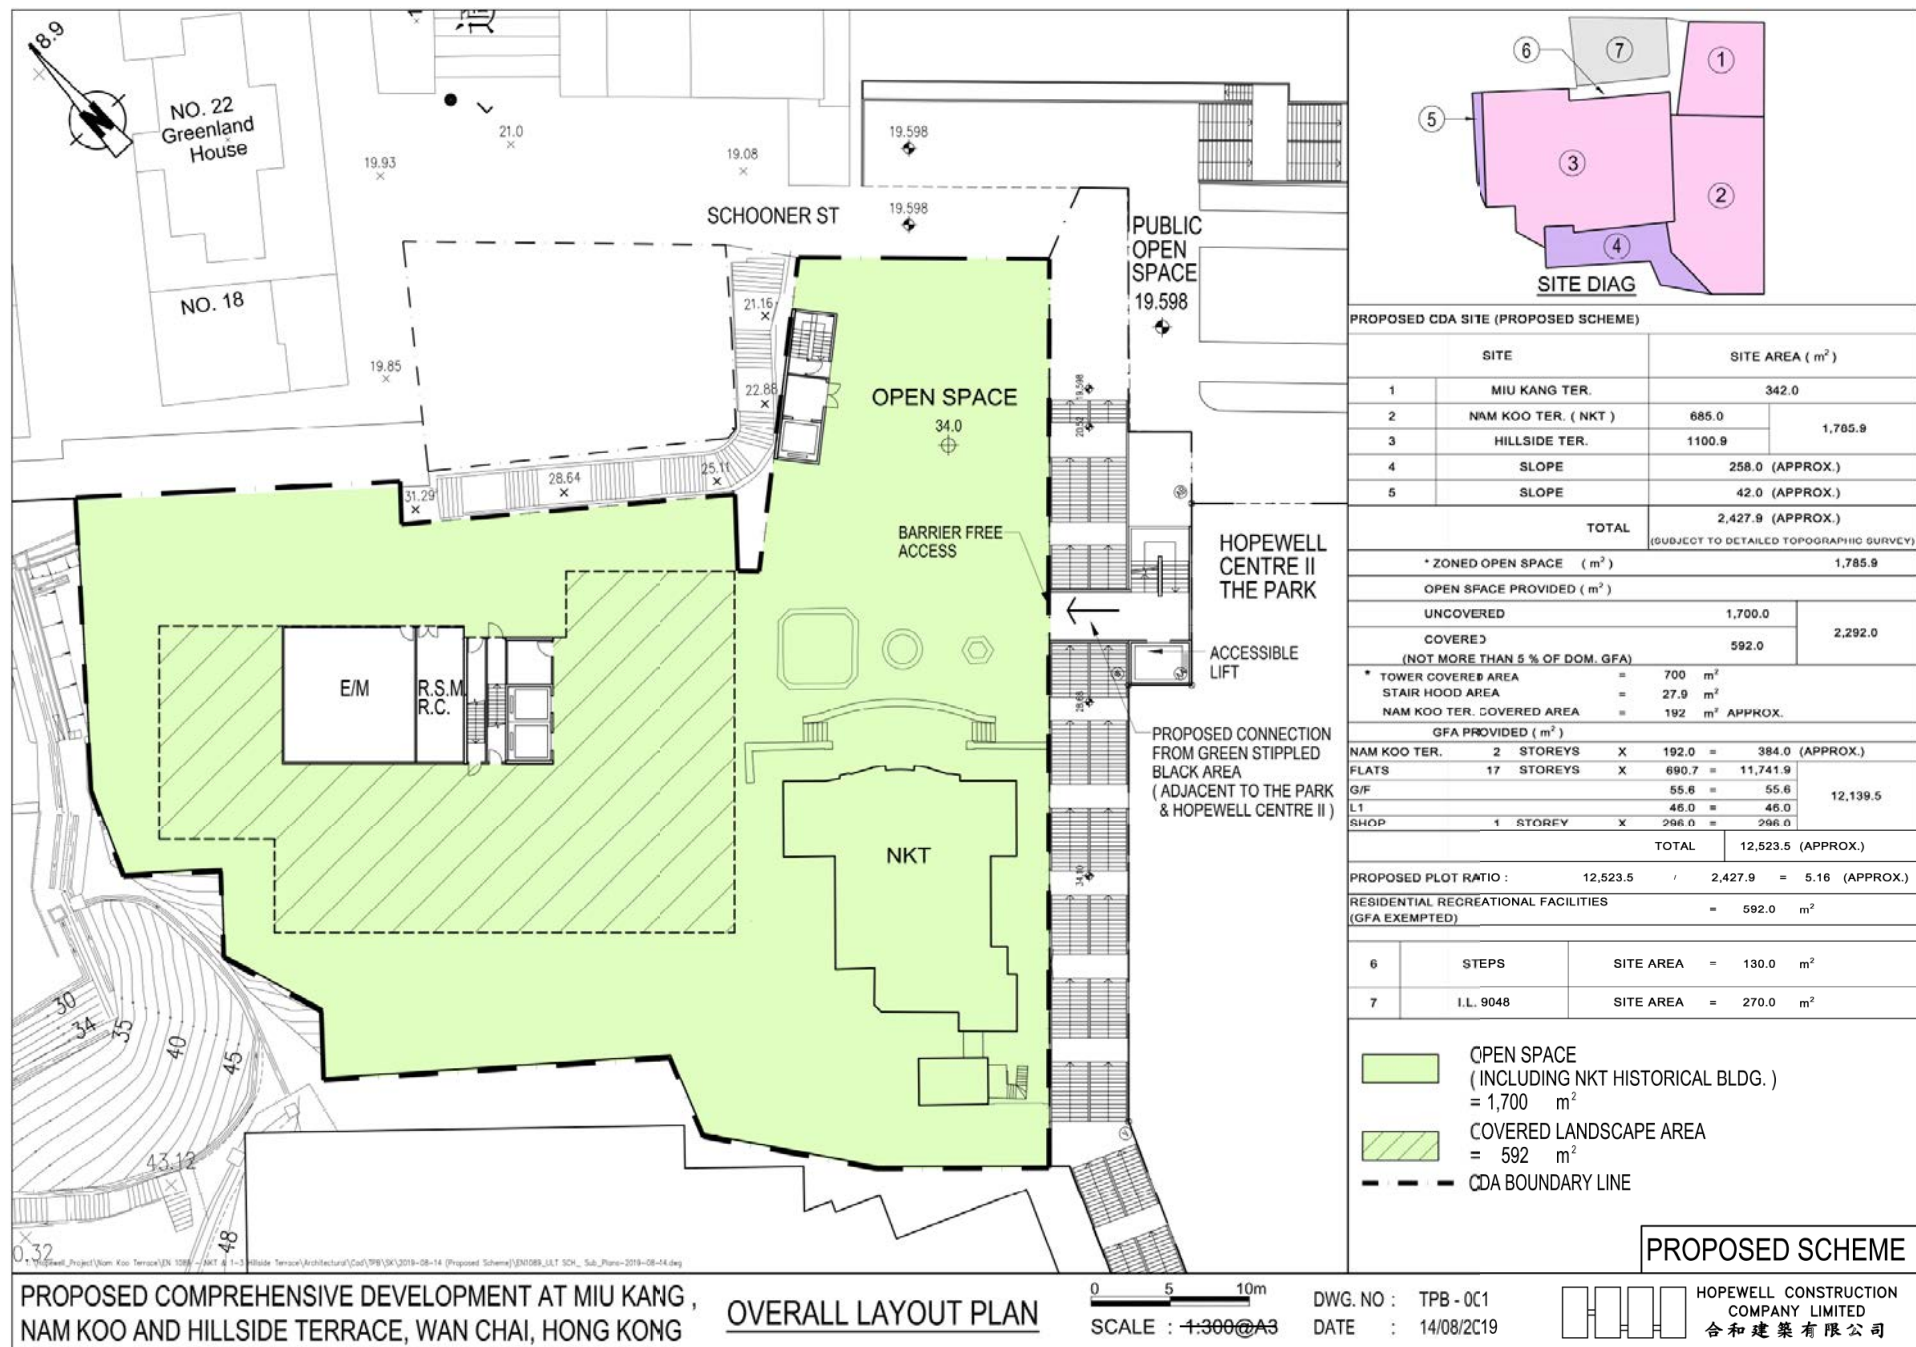 18.9
N
NO. 22
Greenland
House
NO. 18
19.93
21.0
19.08
19.598
19.598
SCHOONER ST
PUBLIC
OPEN
SPACE
19.598
19.85
21.16
22.88
25.11
28.64
31.29
OPEN SPACE
34.0
19.598
20.52
BARRIER FREE
ACCESS
HOPEWELL
CENTRE II
THE PARK
ACCESSIBLE
LIFT
28.68
E/M
R.S.M.
R.C.
PROPOSED CONNECTION
FROM GREEN STIPPLED
BLACK AREA
( ADJACENT TO THE PARK
& HOPEWELL CENTRE II )
NKT
30
34
35
40
45
43.12
48
0.32
SITE DIAG
1
2
3
4
5
6
7
PROPOSED CDA SITE (PROPOSED SCHEME)
SITE SITE AREA ( m² )
1 MIU KANG TER. 342.0
2 NAM KOO TER. ( NKT ) 685.0
1,785.9
3 HILLSIDE TER. 1100.9
4 SLOPE 258.0 (APPROX.)
5 SLOPE 42.0 (APPROX.)
TOTAL 2,427.9 (APPROX.)
(SUBJECT TO DETAILED TOPOGRAPHIC SURVEY)
* ZONED OPEN SPACE ( m² ) 1,785.9
OPEN SPACE PROVIDED ( m² )
UNCOVERED 1,700.0
2,292.0
COVERED 592.0
(NOT MORE THAN 5 % OF DOM. GFA)
* TOWER COVERED AREA = 700 m²
STAIR HOOD AREA = 27.9 m²
NAM KOO TER. COVERED AREA = 192 m² APPROX.
GFA PROVIDED ( m² )
NAM KOO TER. 2 STOREYS X 192.0 = 384.0 (APPROX.)
FLATS 17 STOREYS X 690.7 = 11,741.9
G/F 55.6 = 55.6
12,139.5
L1 46.0 = 46.0
SHOP 1 STOREY X 296.0 = 296.0
TOTAL 12,523.5 (APPROX.)
PROPOSED PLOT RATIO : 12,523.5 / 2,427.9 = 5.16 (APPROX.)
RESIDENTIAL RECREATIONAL FACILITIES
(GFA EXEMPTED) = 592.0 m²
6 STEPS SITE AREA = 130.0 m²
7 I.L. 9048 SITE AREA = 270.0 m²
OPEN SPACE
( INCLUDING NKT HISTORICAL BLDG. )
= 1,700 m²
COVERED LANDSCAPE AREA
= 592 m²
CDA BOUNDARY LINE
PROPOSED SCHEME
PROPOSED COMPREHENSIVE DEVELOPMENT AT MIU KANG ,
NAM KOO AND HILLSIDE TERRACE, WAN CHAI, HONG KONG
OVERALL LAYOUT PLAN
0 5 10m
SCALE : 1:300@A3
DWG. NO : TPB - 001
DATE : 14/08/2019
HOPEWELL CONSTRUCTION
COMPANY LIMITED
合和建築有限公司